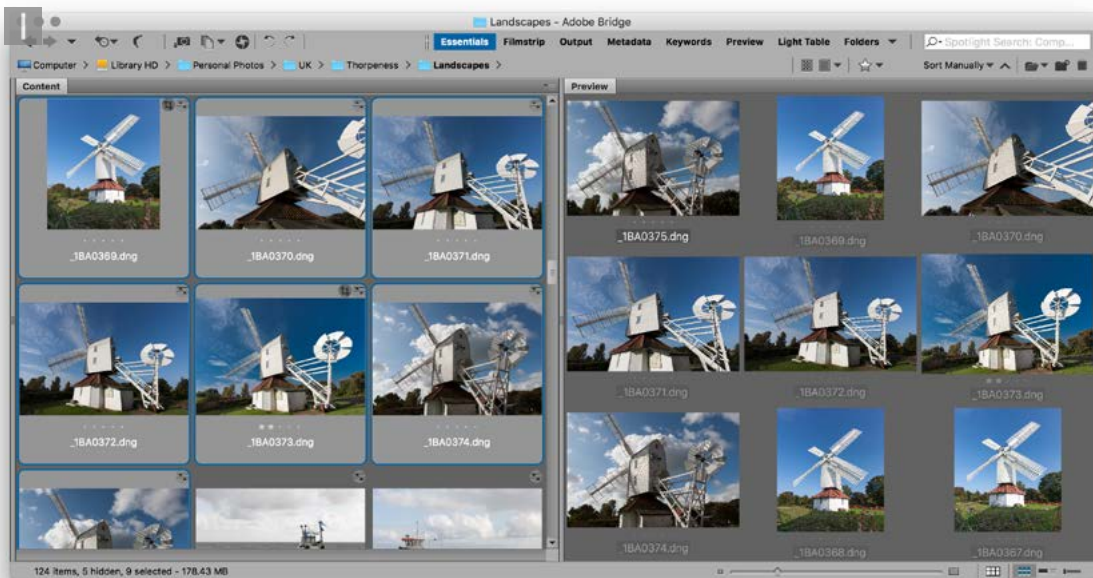 1
Landscapes - Adobe Bridge
Essentials Filmstrip Output Metadata Keywords Preview Light Table Folders Spotlight Search: Comp...
Computer > Library HD > Personal Photos > UK > Thorpeness > Landscapes > Sort Manually
Content
Preview
_1BA0369.dng _1BA0370.dng _1BA0371.dng
_1BA0372.dng _1BA0373.dng _1BA0374.dng
_1BA0375.dng _1BA0369.dng _1BA0370.dng
_1BA0371.dng _1BA0372.dng _1BA0373.dng
_1BA0374.dng _1BA0368.dng _1BA0367.dng
124 items, 5 hidden, 9 selected - 178.43 MB